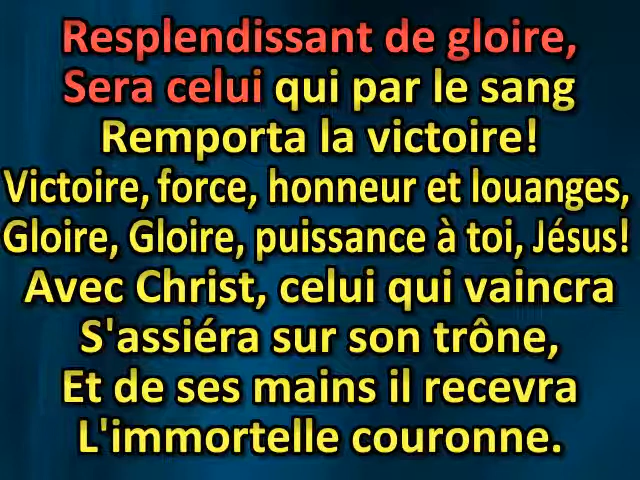 Resplendissant de gloire,
Sera celui qui par le sang
Remporta la victoire!
Victoire, force, honneur et louanges,
Gloire, Gloire, puissance à toi, Jésus!
Avec Christ, celui qui vaincra
S'assiéra sur son trône,
Et de ses mains il recevra
L'immortelle couronne.